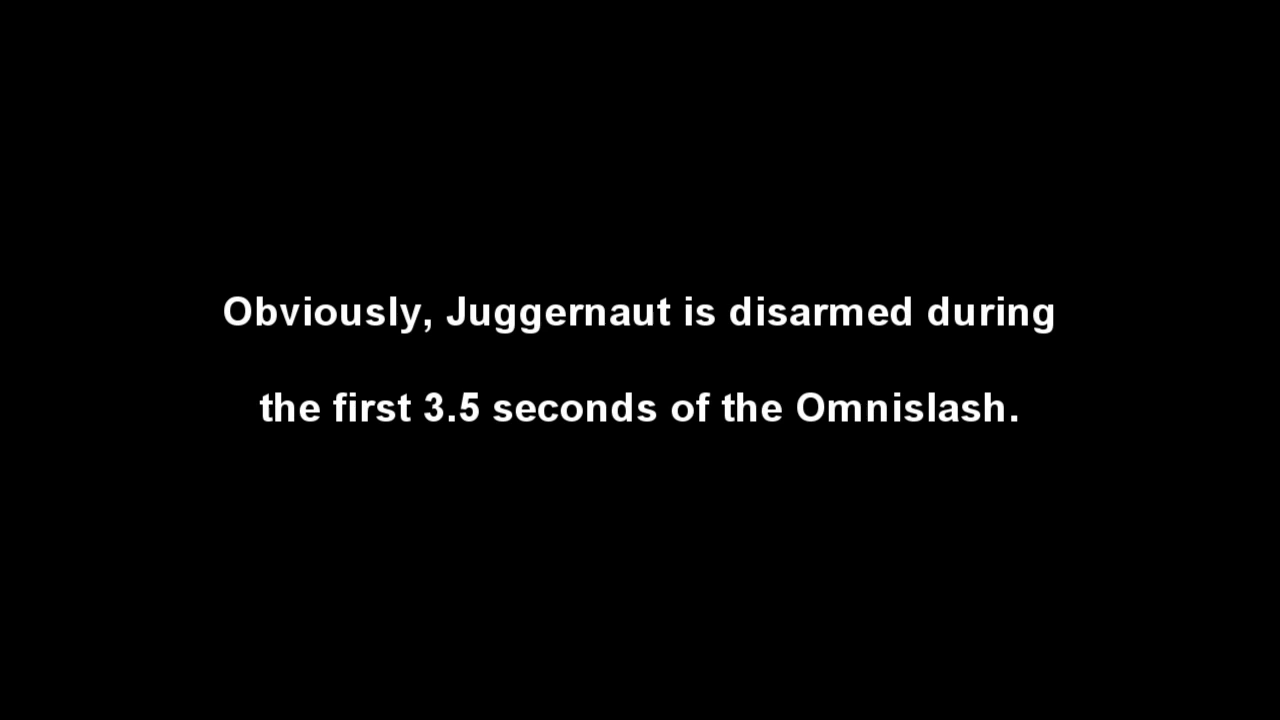 Obviously, Juggernaut is disarmed during
the first 3.5 seconds of the Omnislash.